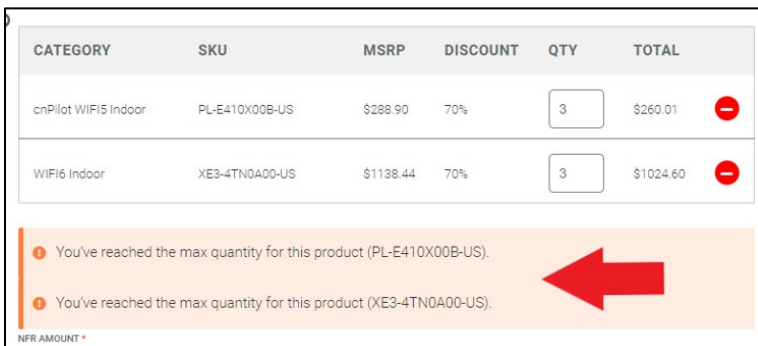 CATEGORY SKU MSRP DISCOUNT QTY TOTAL
cnPilot WIFI5 Indoor PL-E410X00B-US $288.90 70% 3 $260.01
WIFI6 Indoor XE3-4TN0A00-US $1138.44 70% 3 $1024.60
You've reached the max quantity for this product (PL-E410X00B-US).
You've reached the max quantity for this product (XE3-4TN0A00-US).
NFR AMOUNT *